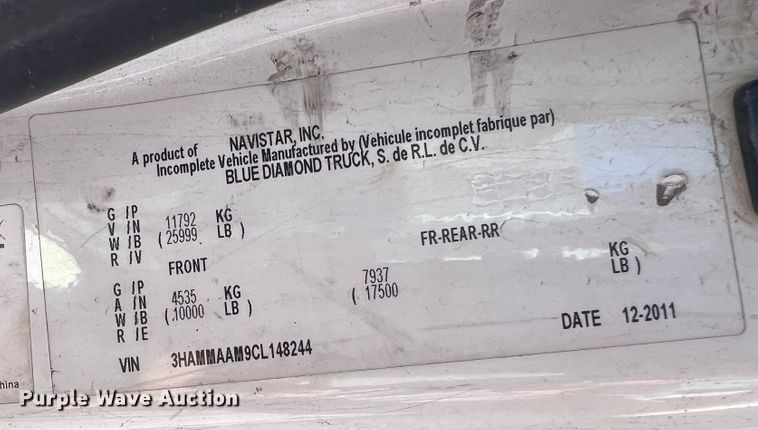 A product of NAVISTAR, INC.
Incomplete Vehicle Manufactured by (Vehicule incomplet fabrique par)
BLUE DIAMOND TRUCK, S. de R.L. de C.V.
G /P
V /N 11792 KG
W /B ( 25999 LB )
R /V
FR-REAR-RR
FRONT
G /P
A /N 4535 KG 7937 KG
W /B ( 10000 LB ) ( 17500 LB )
R /E
VIN 3HAMMAAM9CL148244
DATE 12-2011
hina
Purple Wave Auction